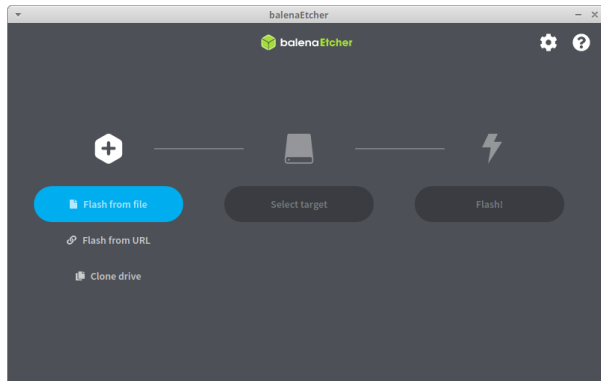 balenaEtcher
balenaEtcher
Flash from file
Select target
Flash!
Flash from URL
Clone drive